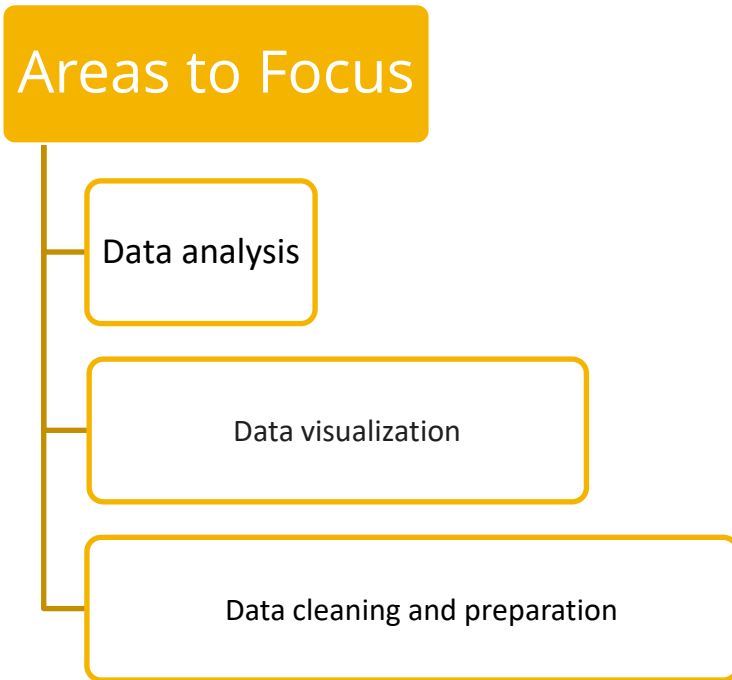 Areas to Focus
Data analysis
Data visualization
Data cleaning and preparation